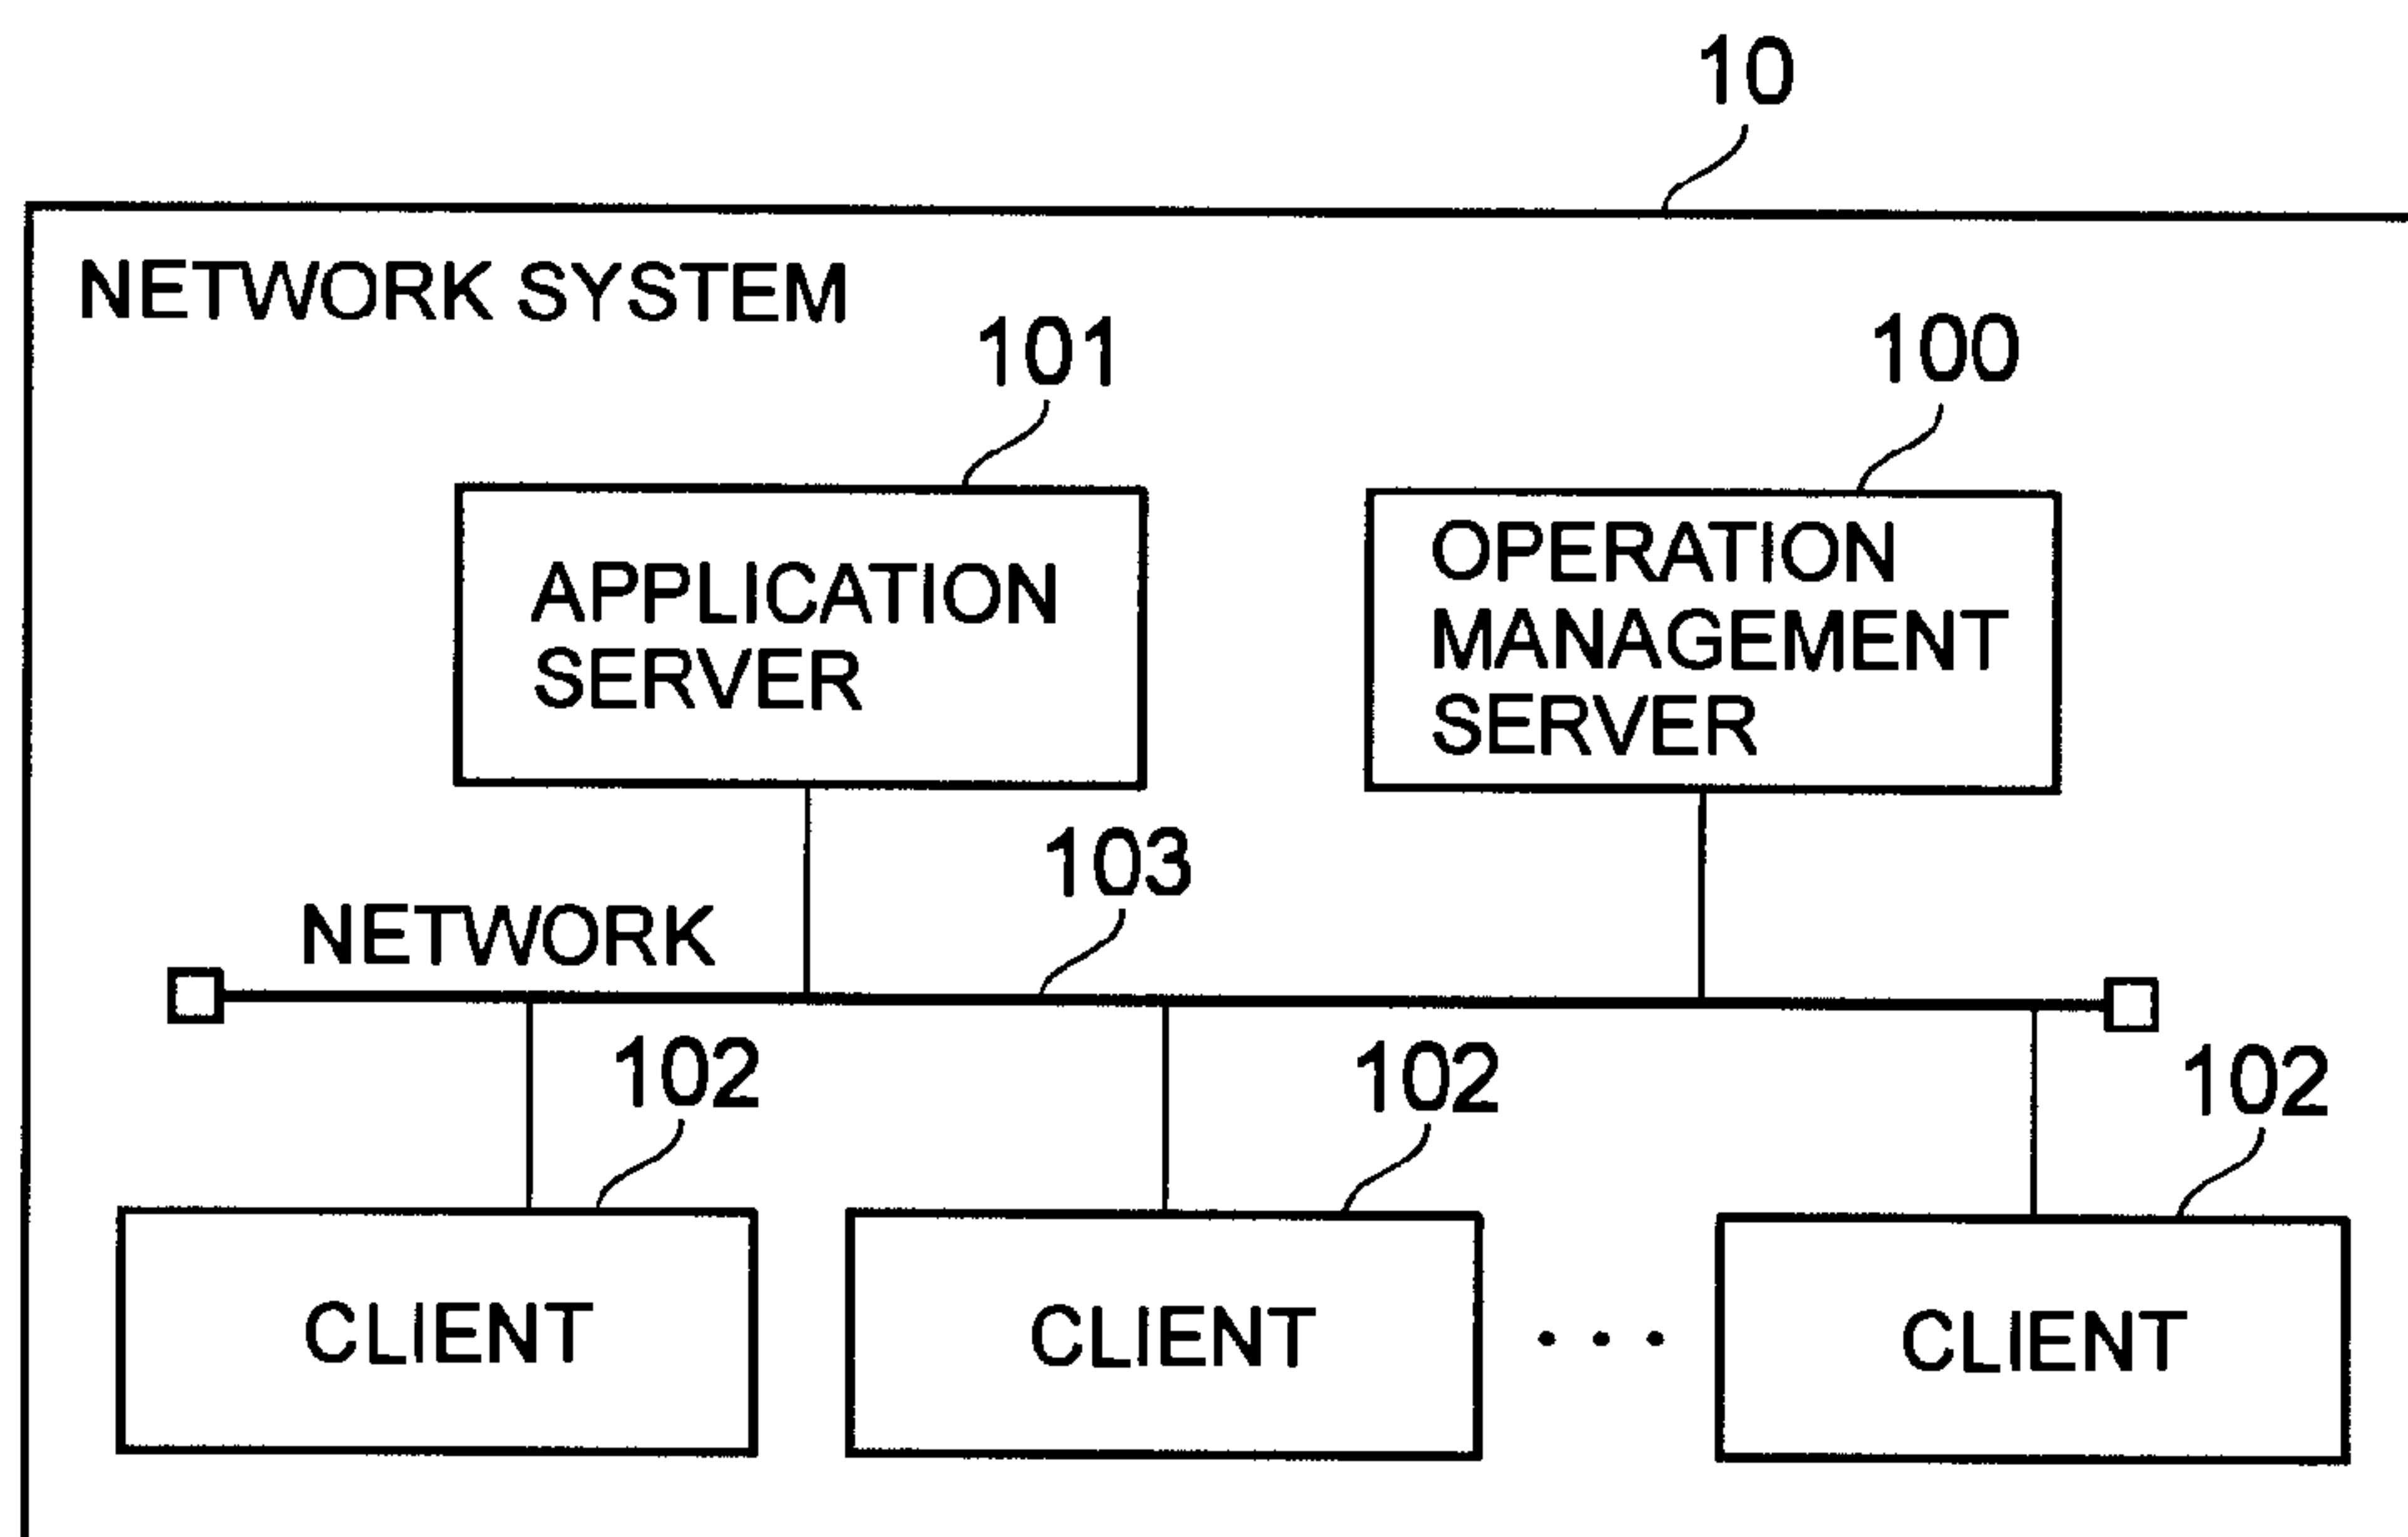 10
NETWORK SYSTEM
101
100
APPLICATION
SERVER
OPERATION
MANAGEMENT
SERVER
103
NETWORK
102
102
102
CLIENT
CLIENT
CLIENT